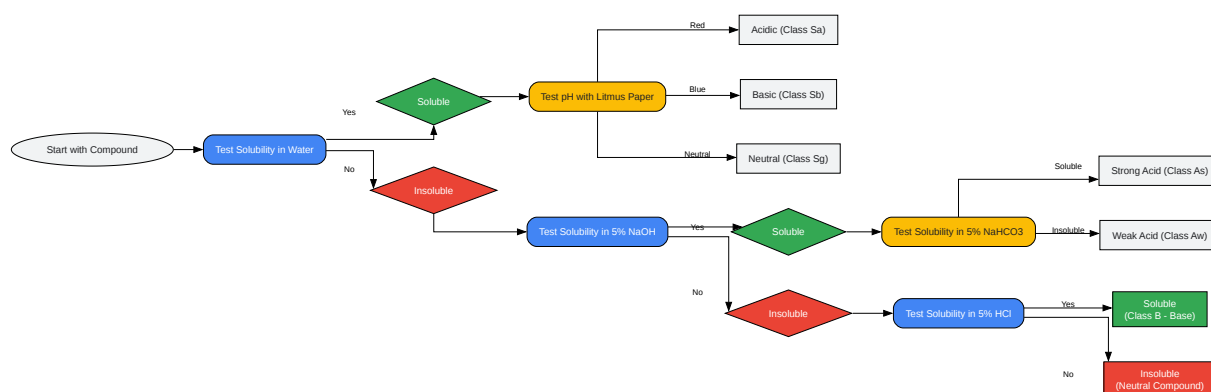 Red
Acidic (Class Sa)
Soluble
Test pH with Litmus Paper
Blue
Basic (Class Sb)
Yes
Start with Compound
Test Solubility in Water
Neutral
Neutral (Class Sg)
No
Insoluble
Soluble
Strong Acid (Class As)
Test Solubility in 5% NaOH
Yes
Soluble
Test Solubility in 5% NaHCO3
Insoluble
Weak Acid (Class Aw)
No
Insoluble
Test Solubility in 5% HCl
Yes
Soluble
(Class B - Base)
No
Insoluble
(Neutral Compound)